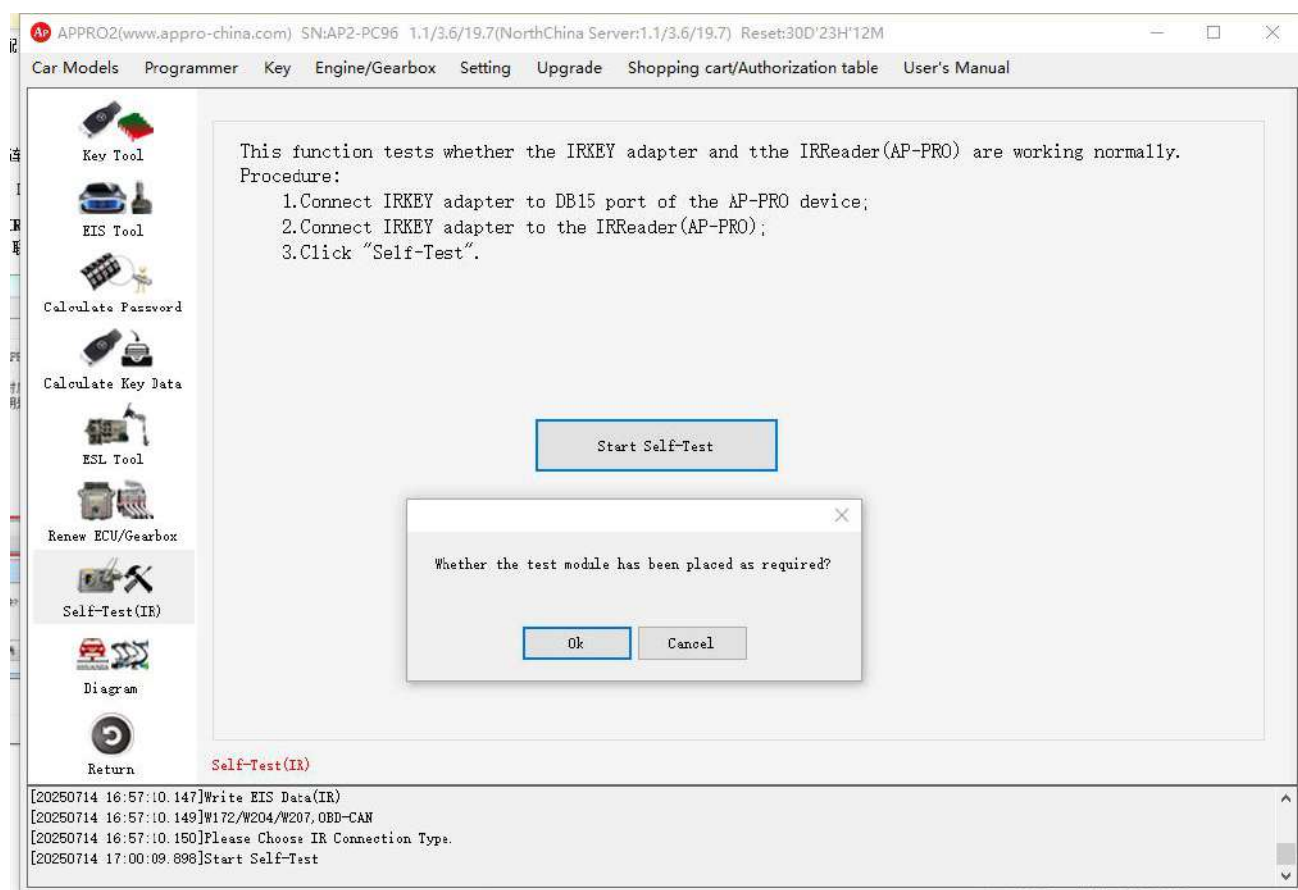 AP APPRO2(www.appro-china.com) SN:AP2-PC96 1.1/3.6/19.7(NorthChina Server:1.1/3.6/19.7) Reset:30D'23H'12M
Car Models Programmer Key Engine/Gearbox Setting Upgrade Shopping cart/Authorization table User's Manual
Key Tool
EIS Tool
Calculate Password
Calculate Key Data
ESL Tool
Renew ECU/Gearbox
Self-Test(IR)
Diagram
Return
This function tests whether the IRKEY adapter and tthe IRReader(AP-PRO) are working normally.
Procedure:
1.Connect IRKEY adapter to DB15 port of the AP-PRO device;
2.Connect IRKEY adapter to the IRReader(AP-PRO);
3.Click "Self-Test".
Start Self-Test
Whether the test module has been placed as required?
Ok Cancel
Self-Test(IR)
[20250714 16:57:10.147]Write EIS Data(IR)
[20250714 16:57:10.149]W172/W204/W207,OBD-CAN
[20250714 16:57:10.150]Please Choose IR Connection Type.
[20250714 17:00:09.898]Start Self-Test